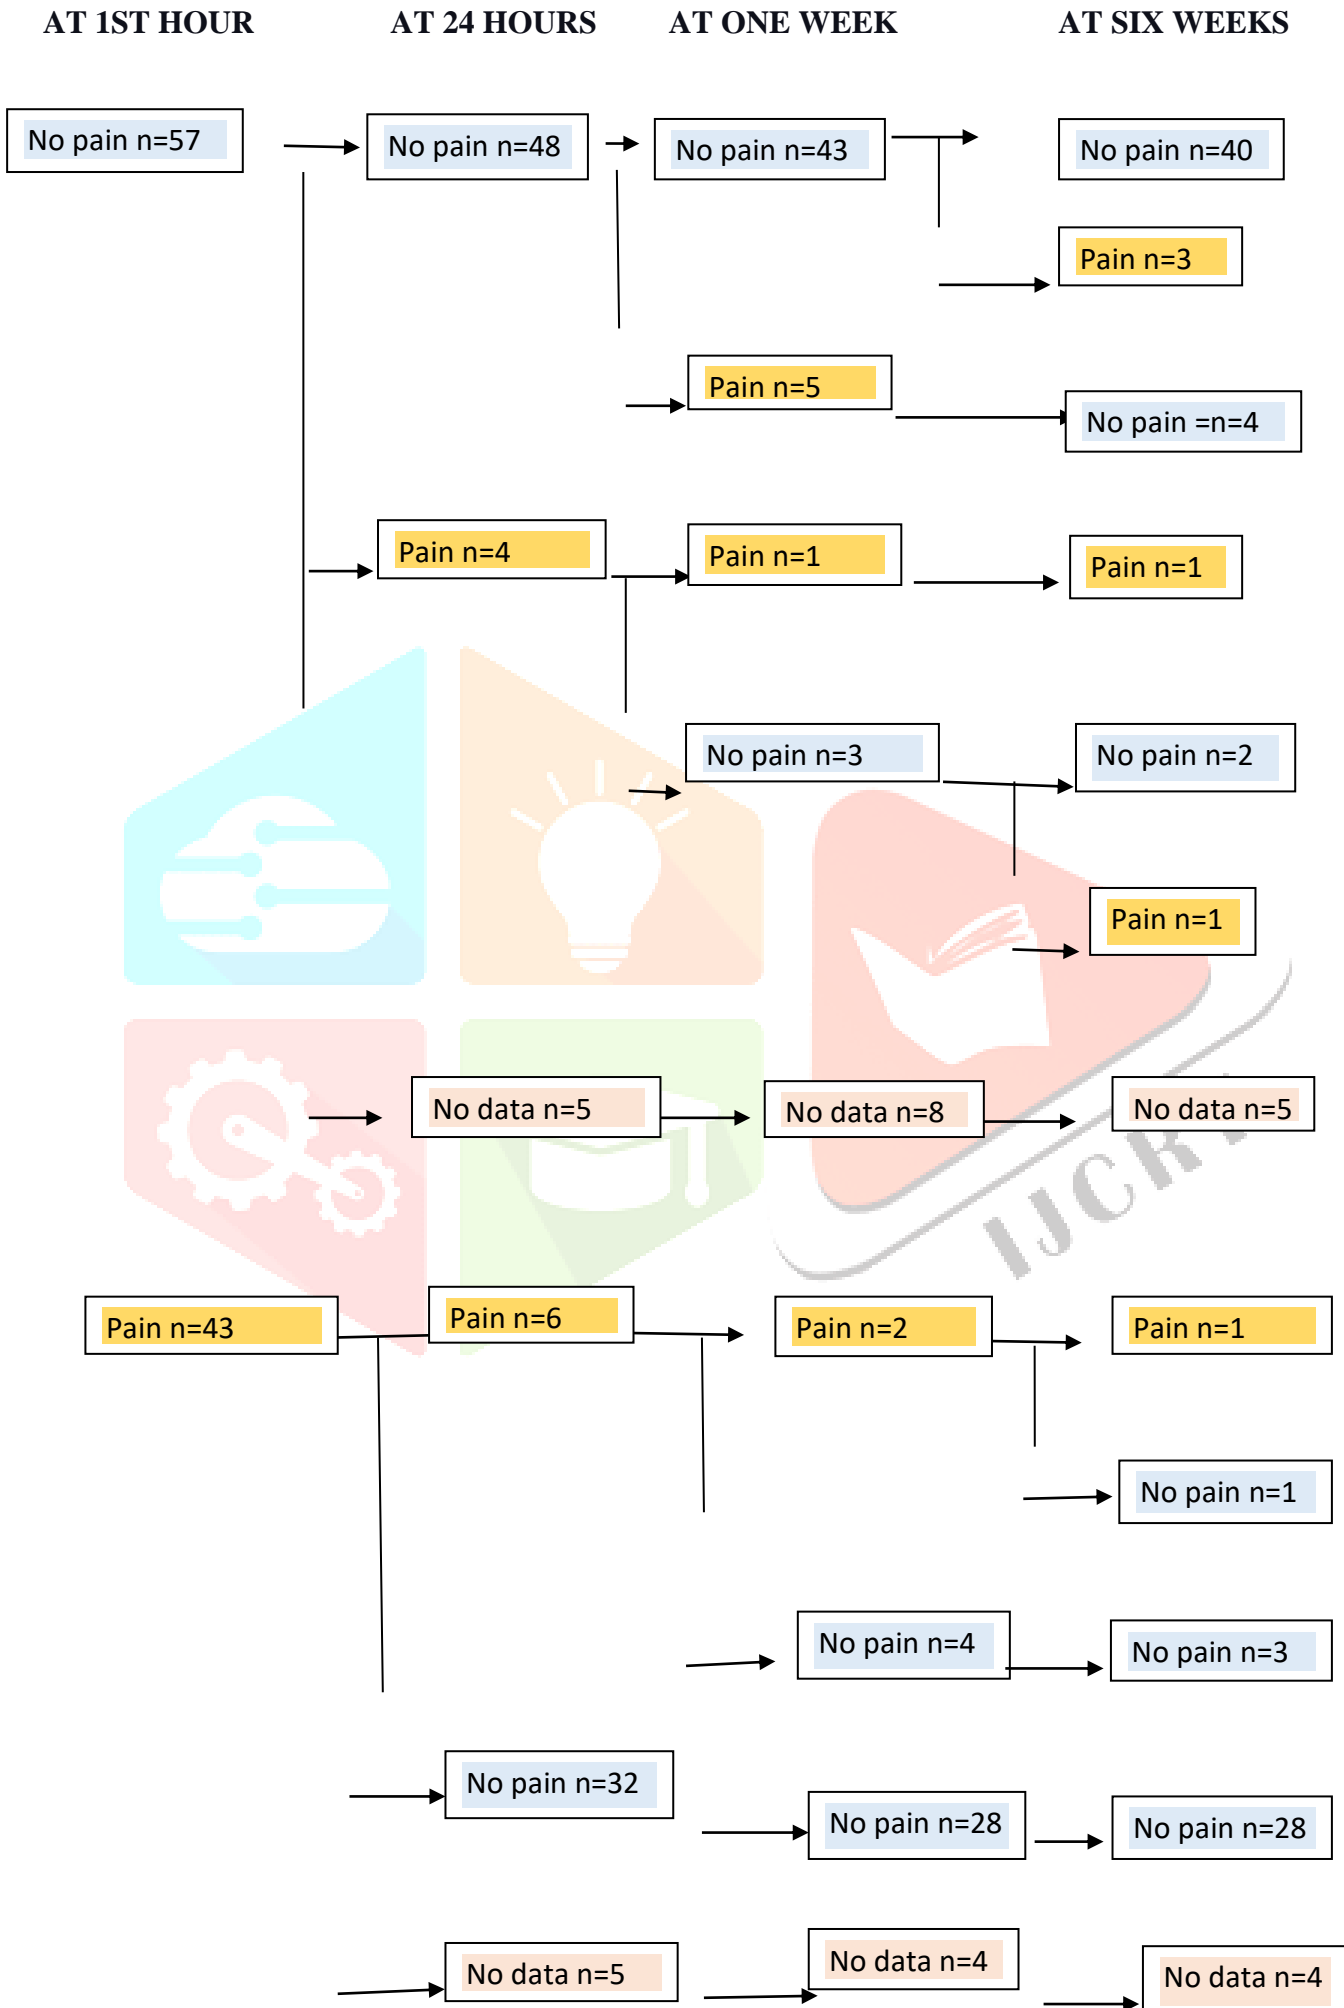 AT 1ST HOUR AT 24 HOURS AT ONE WEEK AT SIX WEEKS
No pain n=57 No pain n=48 No pain n=43 No pain n=40
Pain n=3
Pain n=5 No pain =n=4
Pain n=4 Pain n=1 Pain n=1
No pain n=3 No pain n=2
Pain n=1
No data n=5 No data n=8 No data n=5
IJCRT
Pain n=43 Pain n=6 Pain n=2 Pain n=1
No pain n=1
No pain n=4 No pain n=3
No pain n=32
No pain n=28 No pain n=28
No data n=5 No data n=4 No data n=4